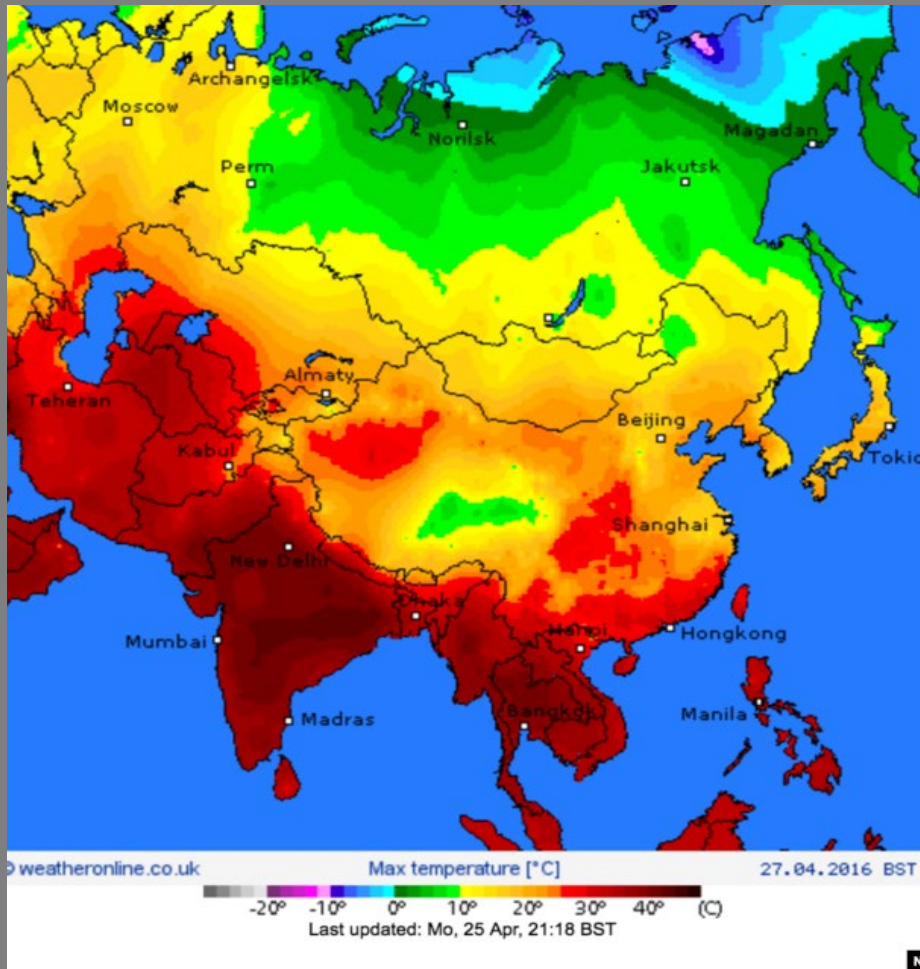 Archangelsk
Moscow
Norilsk
Magadan
Perm
Jakutsk
Almaty
Teheran
Beijing
Kabul
Tokio
Shanghai
New Delhi
Dhaka
Mumbai
Hanoi
Hongkong
Madras
Bangkok
Manila
© weatheronline.co.uk Max temperature [°C] 27.04.2016 BST
-20° -10° 0° 10° 20° 30° 40° (C)
Last updated: Mo, 25 Apr, 21:18 BST